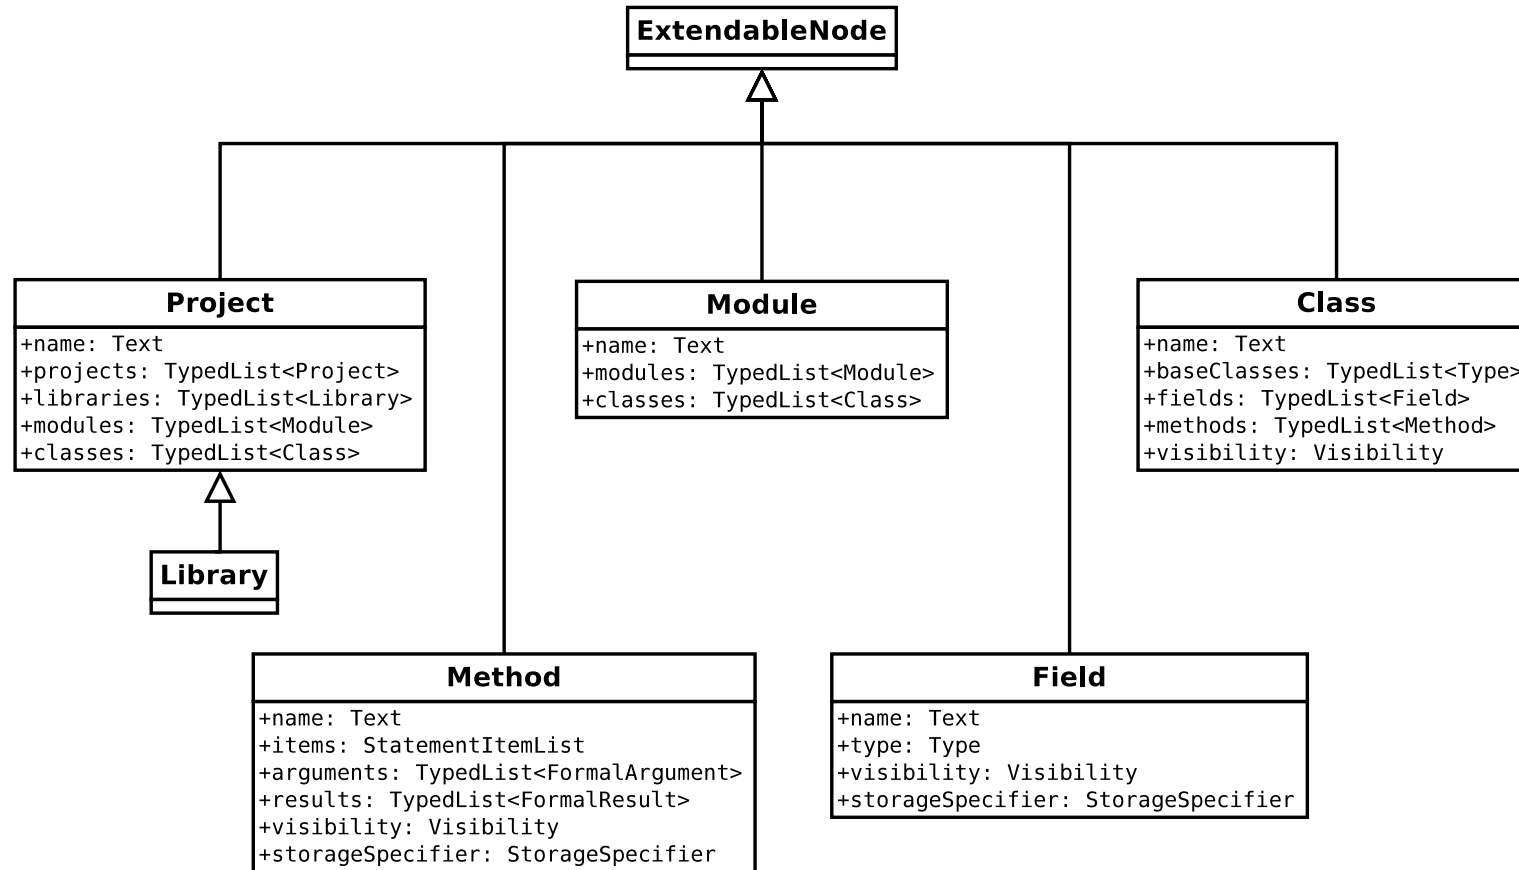 ExtendableNode
Project
+name: Text
+projects: TypedList<Project>
+libraries: TypedList<Library>
+modules: TypedList<Module>
+classes: TypedList<Class>
Module
+name: Text
+modules: TypedList<Module>
+classes: TypedList<Class>
Class
+name: Text
+baseClasses: TypedList<Type>
+fields: TypedList<Field>
+methods: TypedList<Method>
+visibility: Visibility
Library
Method
+name: Text
+items: StatementItemList
+arguments: TypedList<FormalArgument>
+results: TypedList<FormalResult>
+visibility: Visibility
+storageSpecifier: StorageSpecifier
Field
+name: Text
+type: Type
+visibility: Visibility
+storageSpecifier: StorageSpecifier